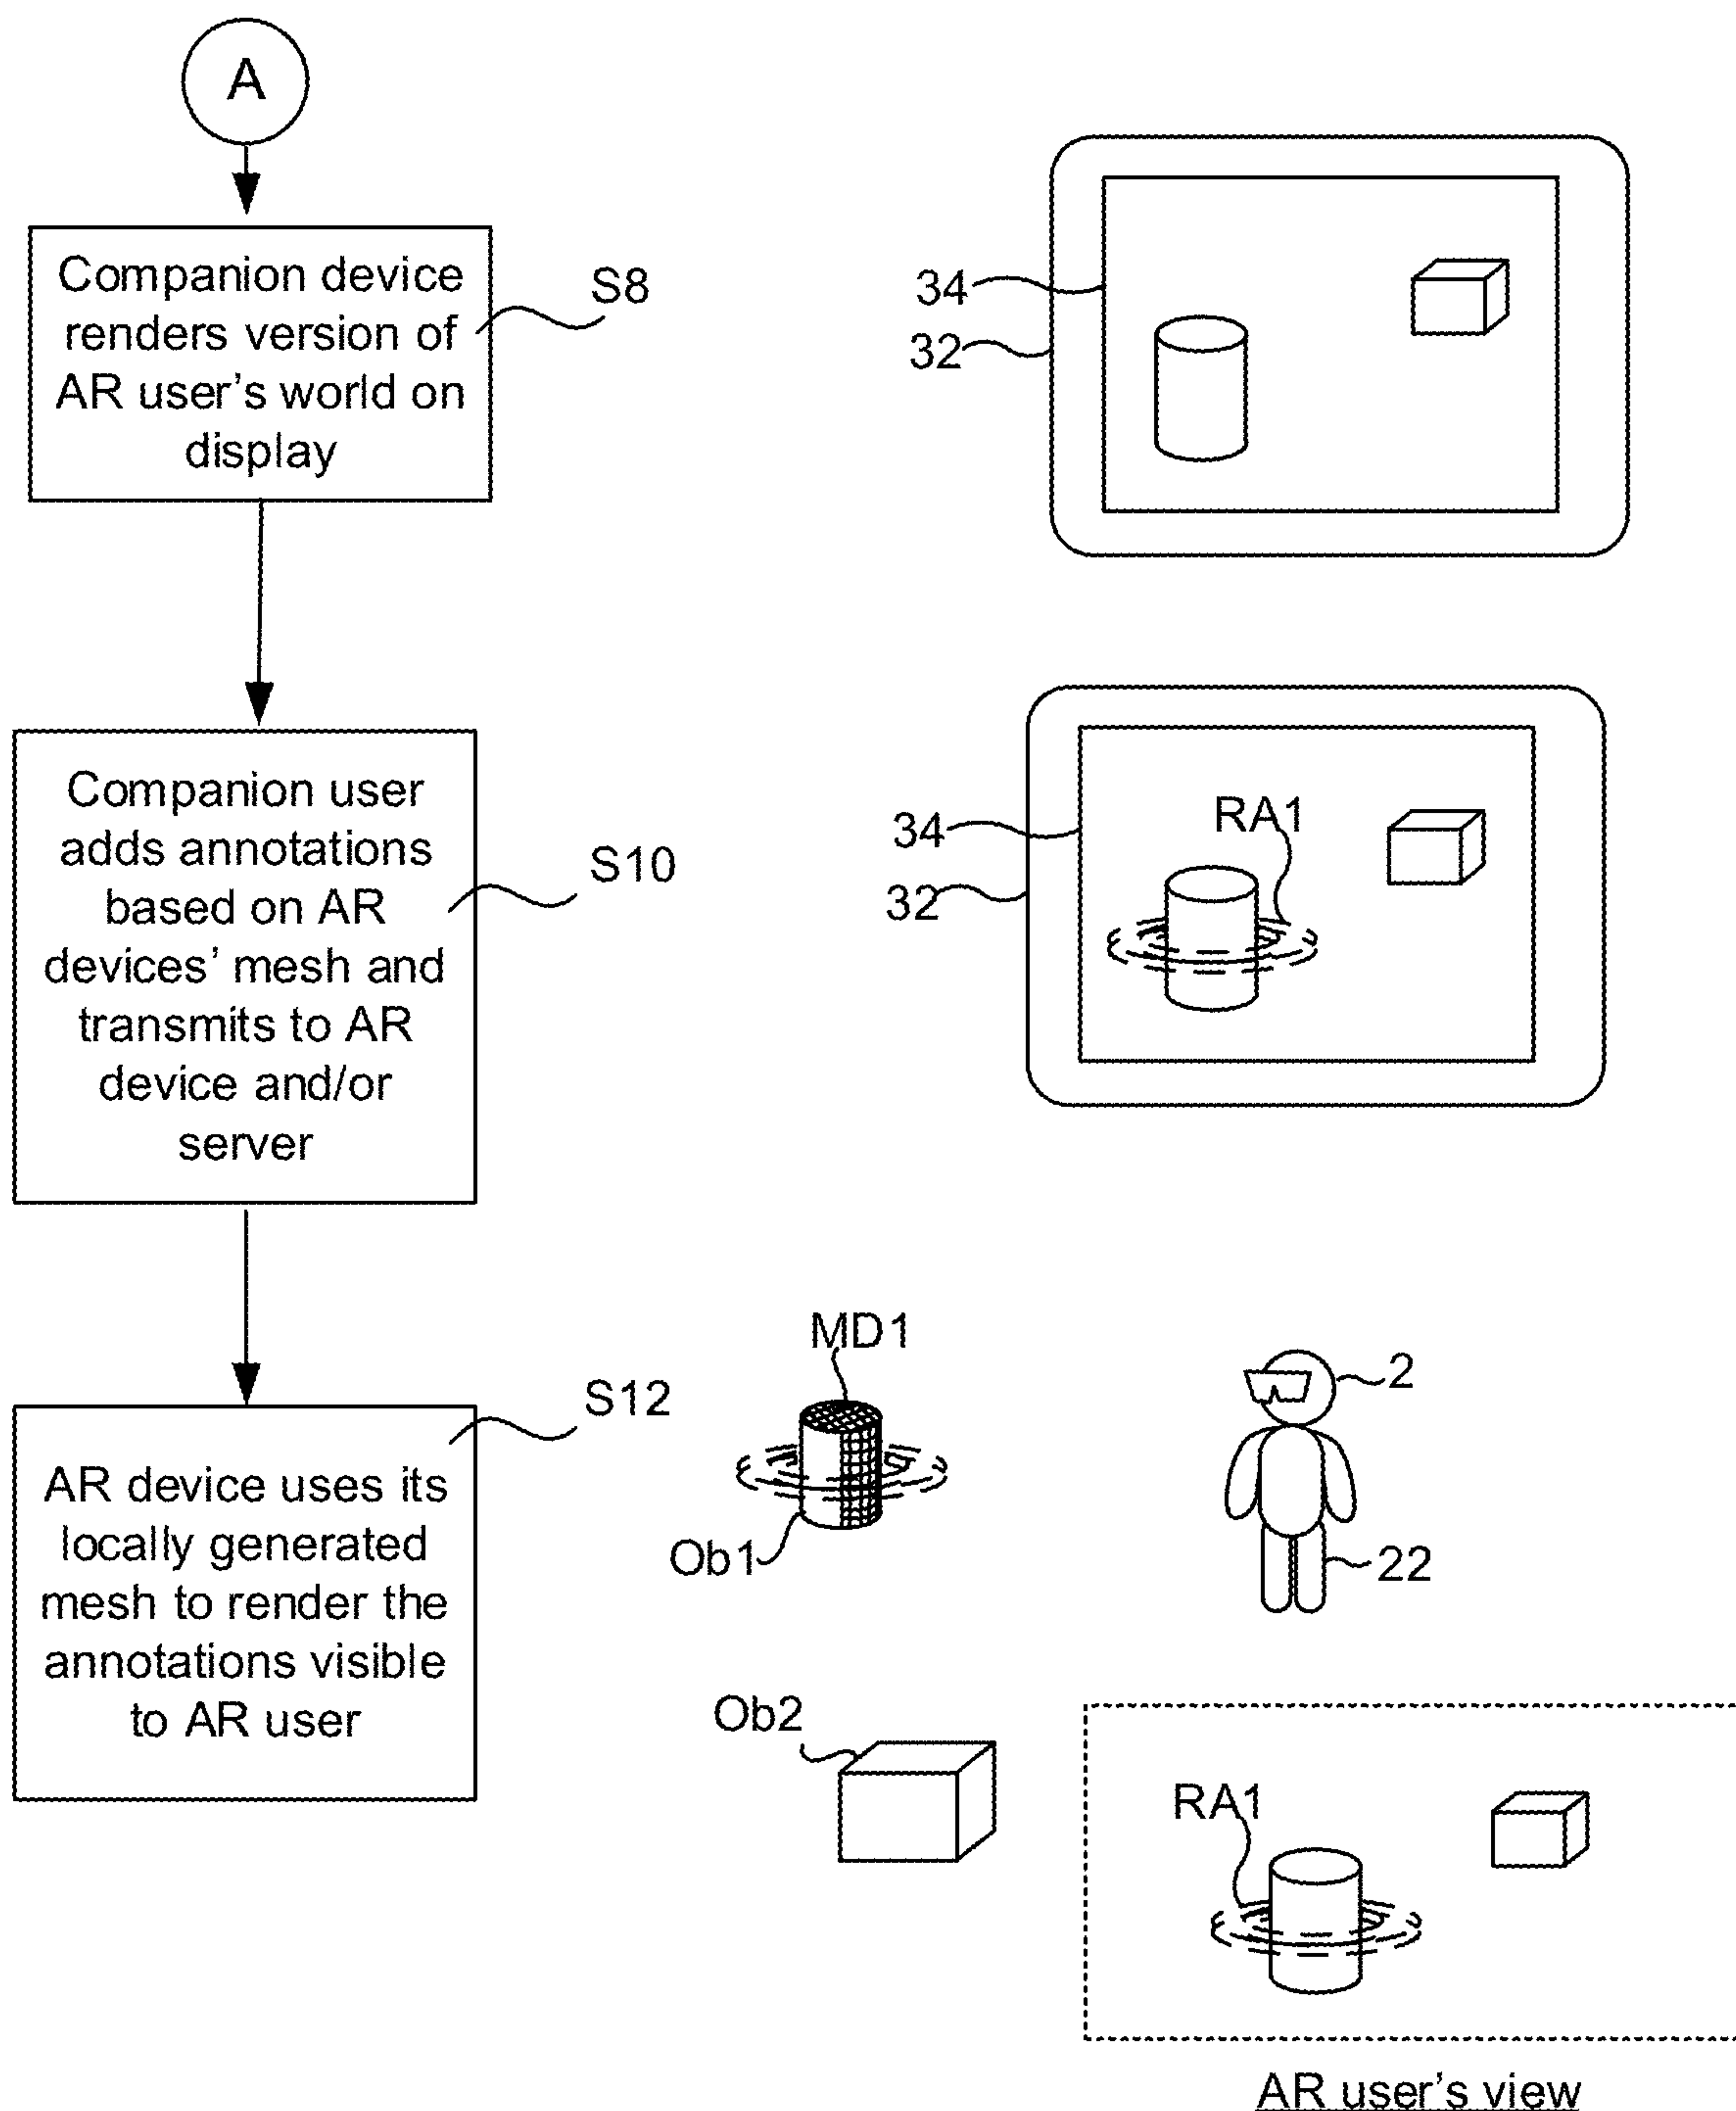 A
Companion device
renders version of
AR user's world on
display
S8
34
32
Companion user
adds annotations
based on AR
devices' mesh and
transmits to AR
device and/or
server
S10
34
32
RA1
AR device uses its
locally generated
mesh to render the
annotations visible
to AR user
S12
MD1
Ob1
2
22
Ob2
RA1
AR user's view